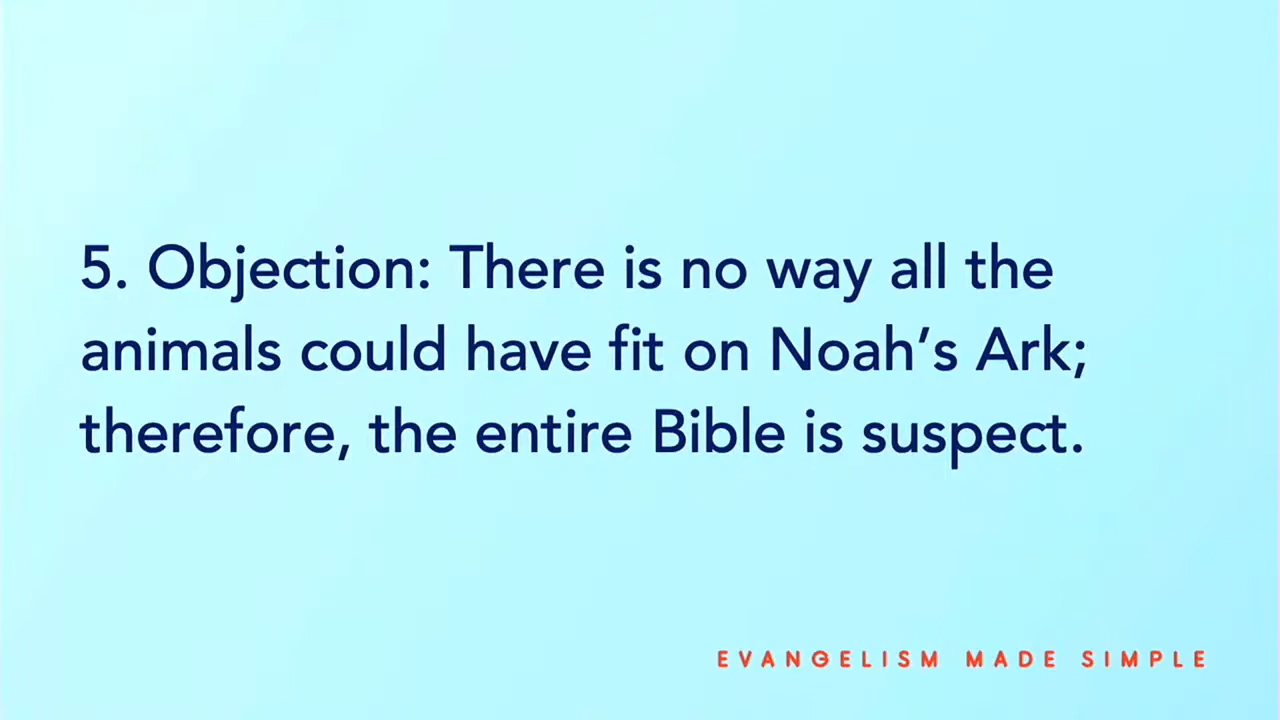 5. Objection: There is no way all the
animals could have fit on Noah’s Ark;
therefore, the entire Bible is suspect.
EVANGELISM MADE SIMPLE